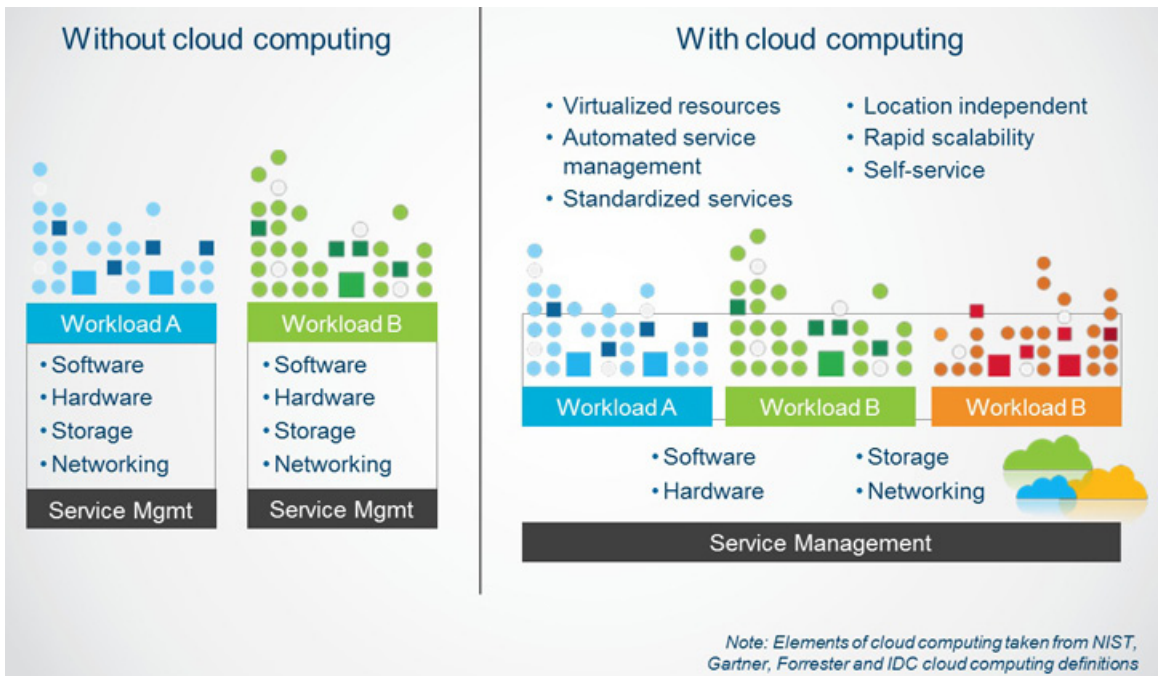 Without cloud computing
Workload A
• Software
• Hardware
• Storage
• Networking
Service Mgmt
Workload B
• Software
• Hardware
• Storage
• Networking
Service Mgmt
With cloud computing
• Virtualized resources
• Automated service
management
• Standardized services
• Location independent
• Rapid scalability
• Self-service
Workload A
Workload B
Workload B
• Software
• Hardware
• Storage
• Networking
Service Management
Note: Elements of cloud computing taken from NIST,
Gartner, Forrester and IDC cloud computing definitions